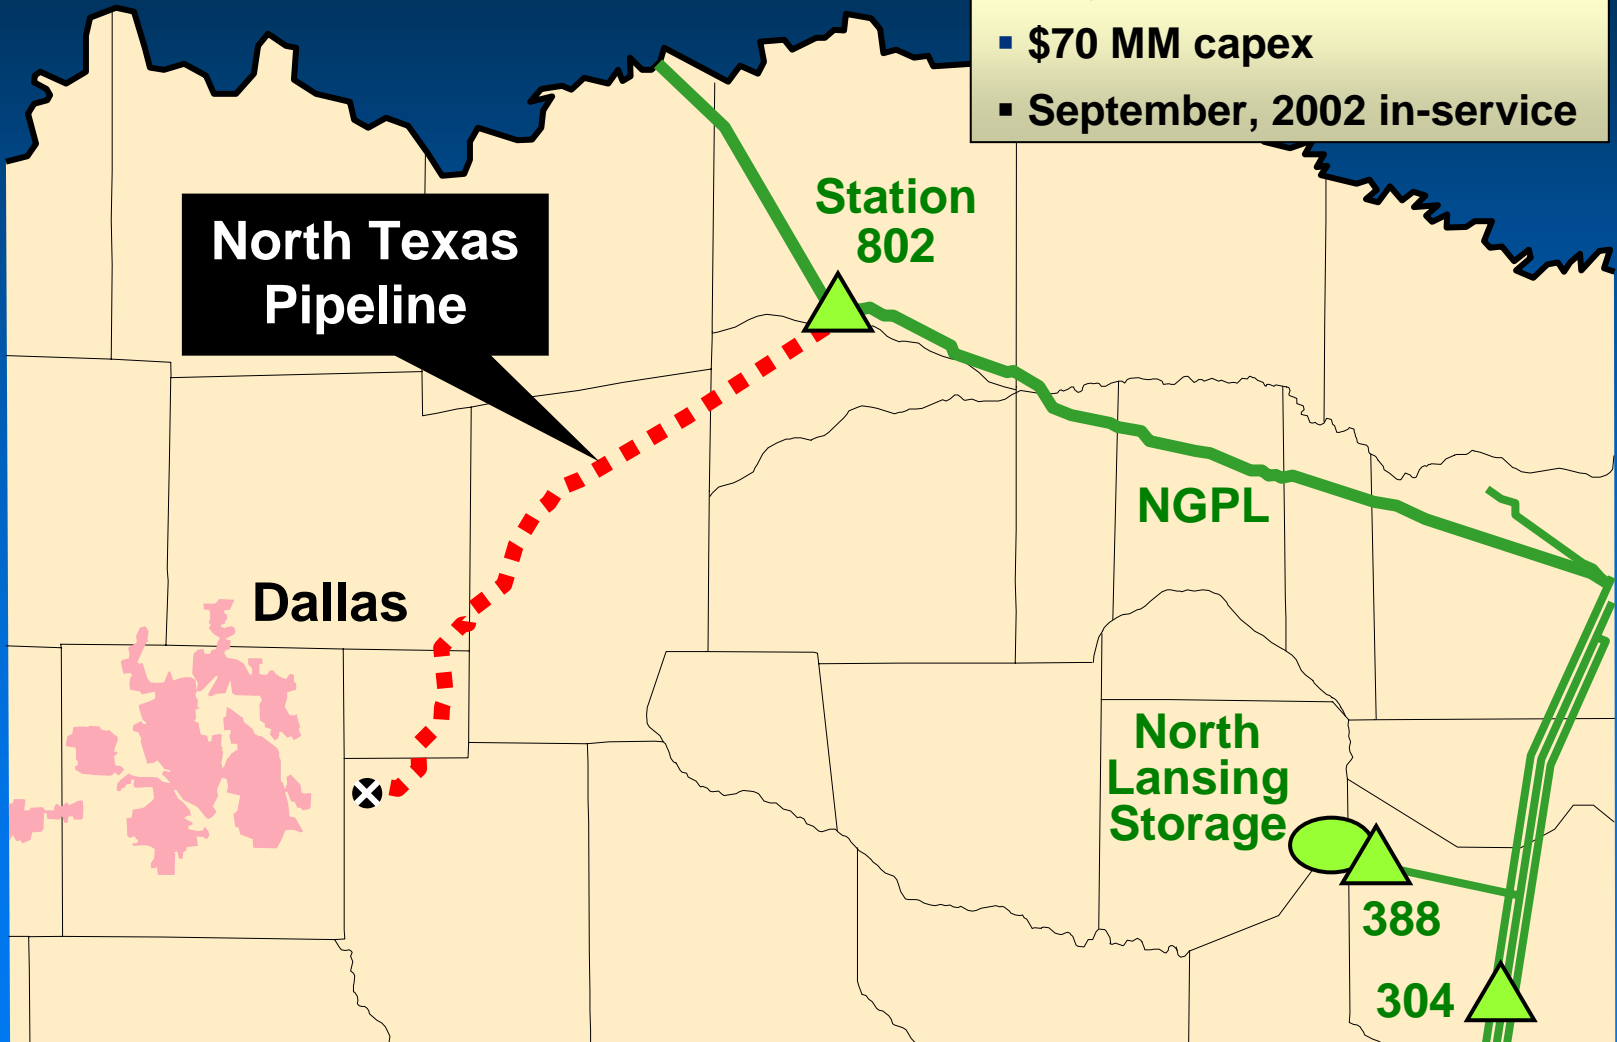 $70 MM capex
September, 2002 in-service
Station
802
North Texas
Pipeline
NGPL
Dallas
North
Lansing
Storage
388
304